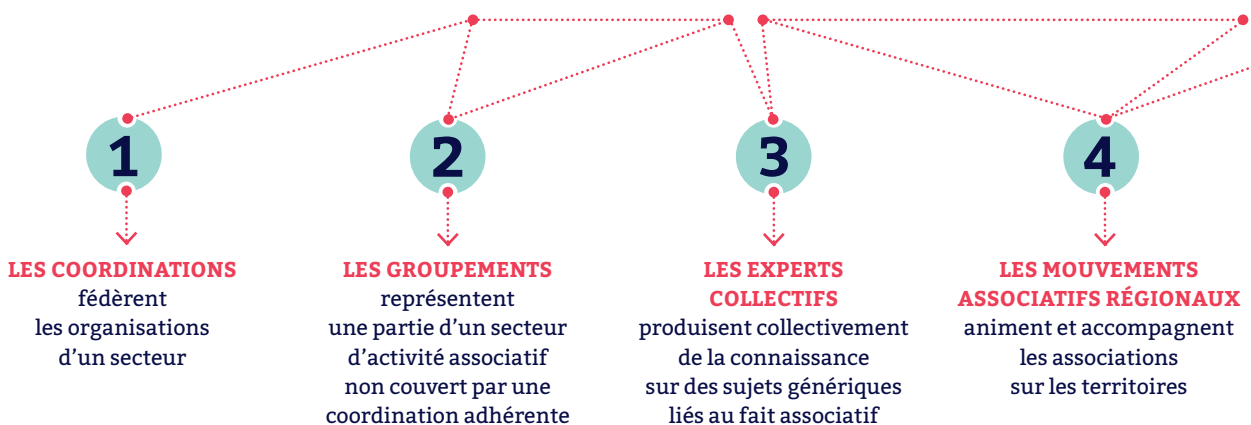 1
LES COORDINATIONS
fédèrent
les organisations
d’un secteur
2
LES GROUPEMENTS
représentent
une partie d’un secteur
d’activité associatif
non couvert par une
coordination adhérente
3
LES EXPERTS
COLLECTIFS
produisent collectivement
de la connaissance
sur des sujets génériques
liés au fait associatif
4
LES MOUVEMENTS
ASSOCIATIFS RÉGIONAUX
animent et accompagnent
les associations
sur les territoires